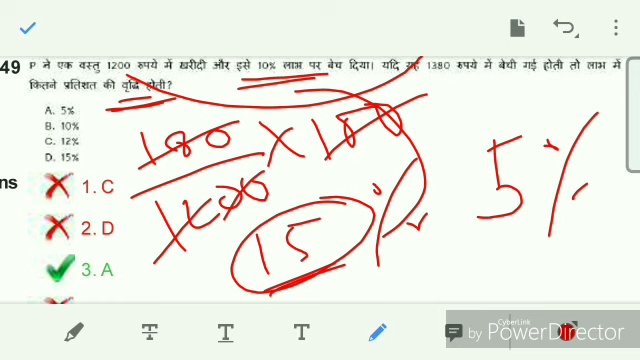 49 P ने एक वस्तु 1200 रुपये में खरीदी और इसे 10% लाभ पर बेच दिया। यदि यह 1380 रुपये में बेची गई होती तो लाभ में
कितने प्रतिशत की वृद्धि होती?
A. 5%
B. 10%
C. 12%
D. 15%
180 X 100
1200
15 %
5 %
ns
1. C
2. D
3. A
T T T
CyberLink
by PowerDirector